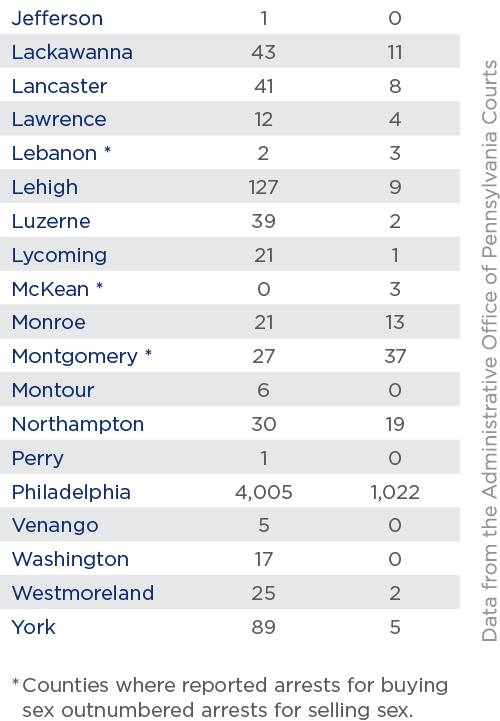 Jefferson 1 0
Lackawanna 43 11
Lancaster 41 8
Lawrence 12 4
Lebanon * 2 3
Lehigh 127 9
Luzerne 39 2
Lycoming 21 1
McKean * 0 3
Monroe 21 13
Montgomery * 27 37
Montour 6 0
Northampton 30 19
Perry 1 0
Philadelphia 4,005 1,022
Venango 5 0
Washington 17 0
Westmoreland 25 2
York 89 5
*Counties where reported arrests for buying
sex outnumbered arrests for selling sex.
Data from the Administrative Office of Pennsylvania Courts